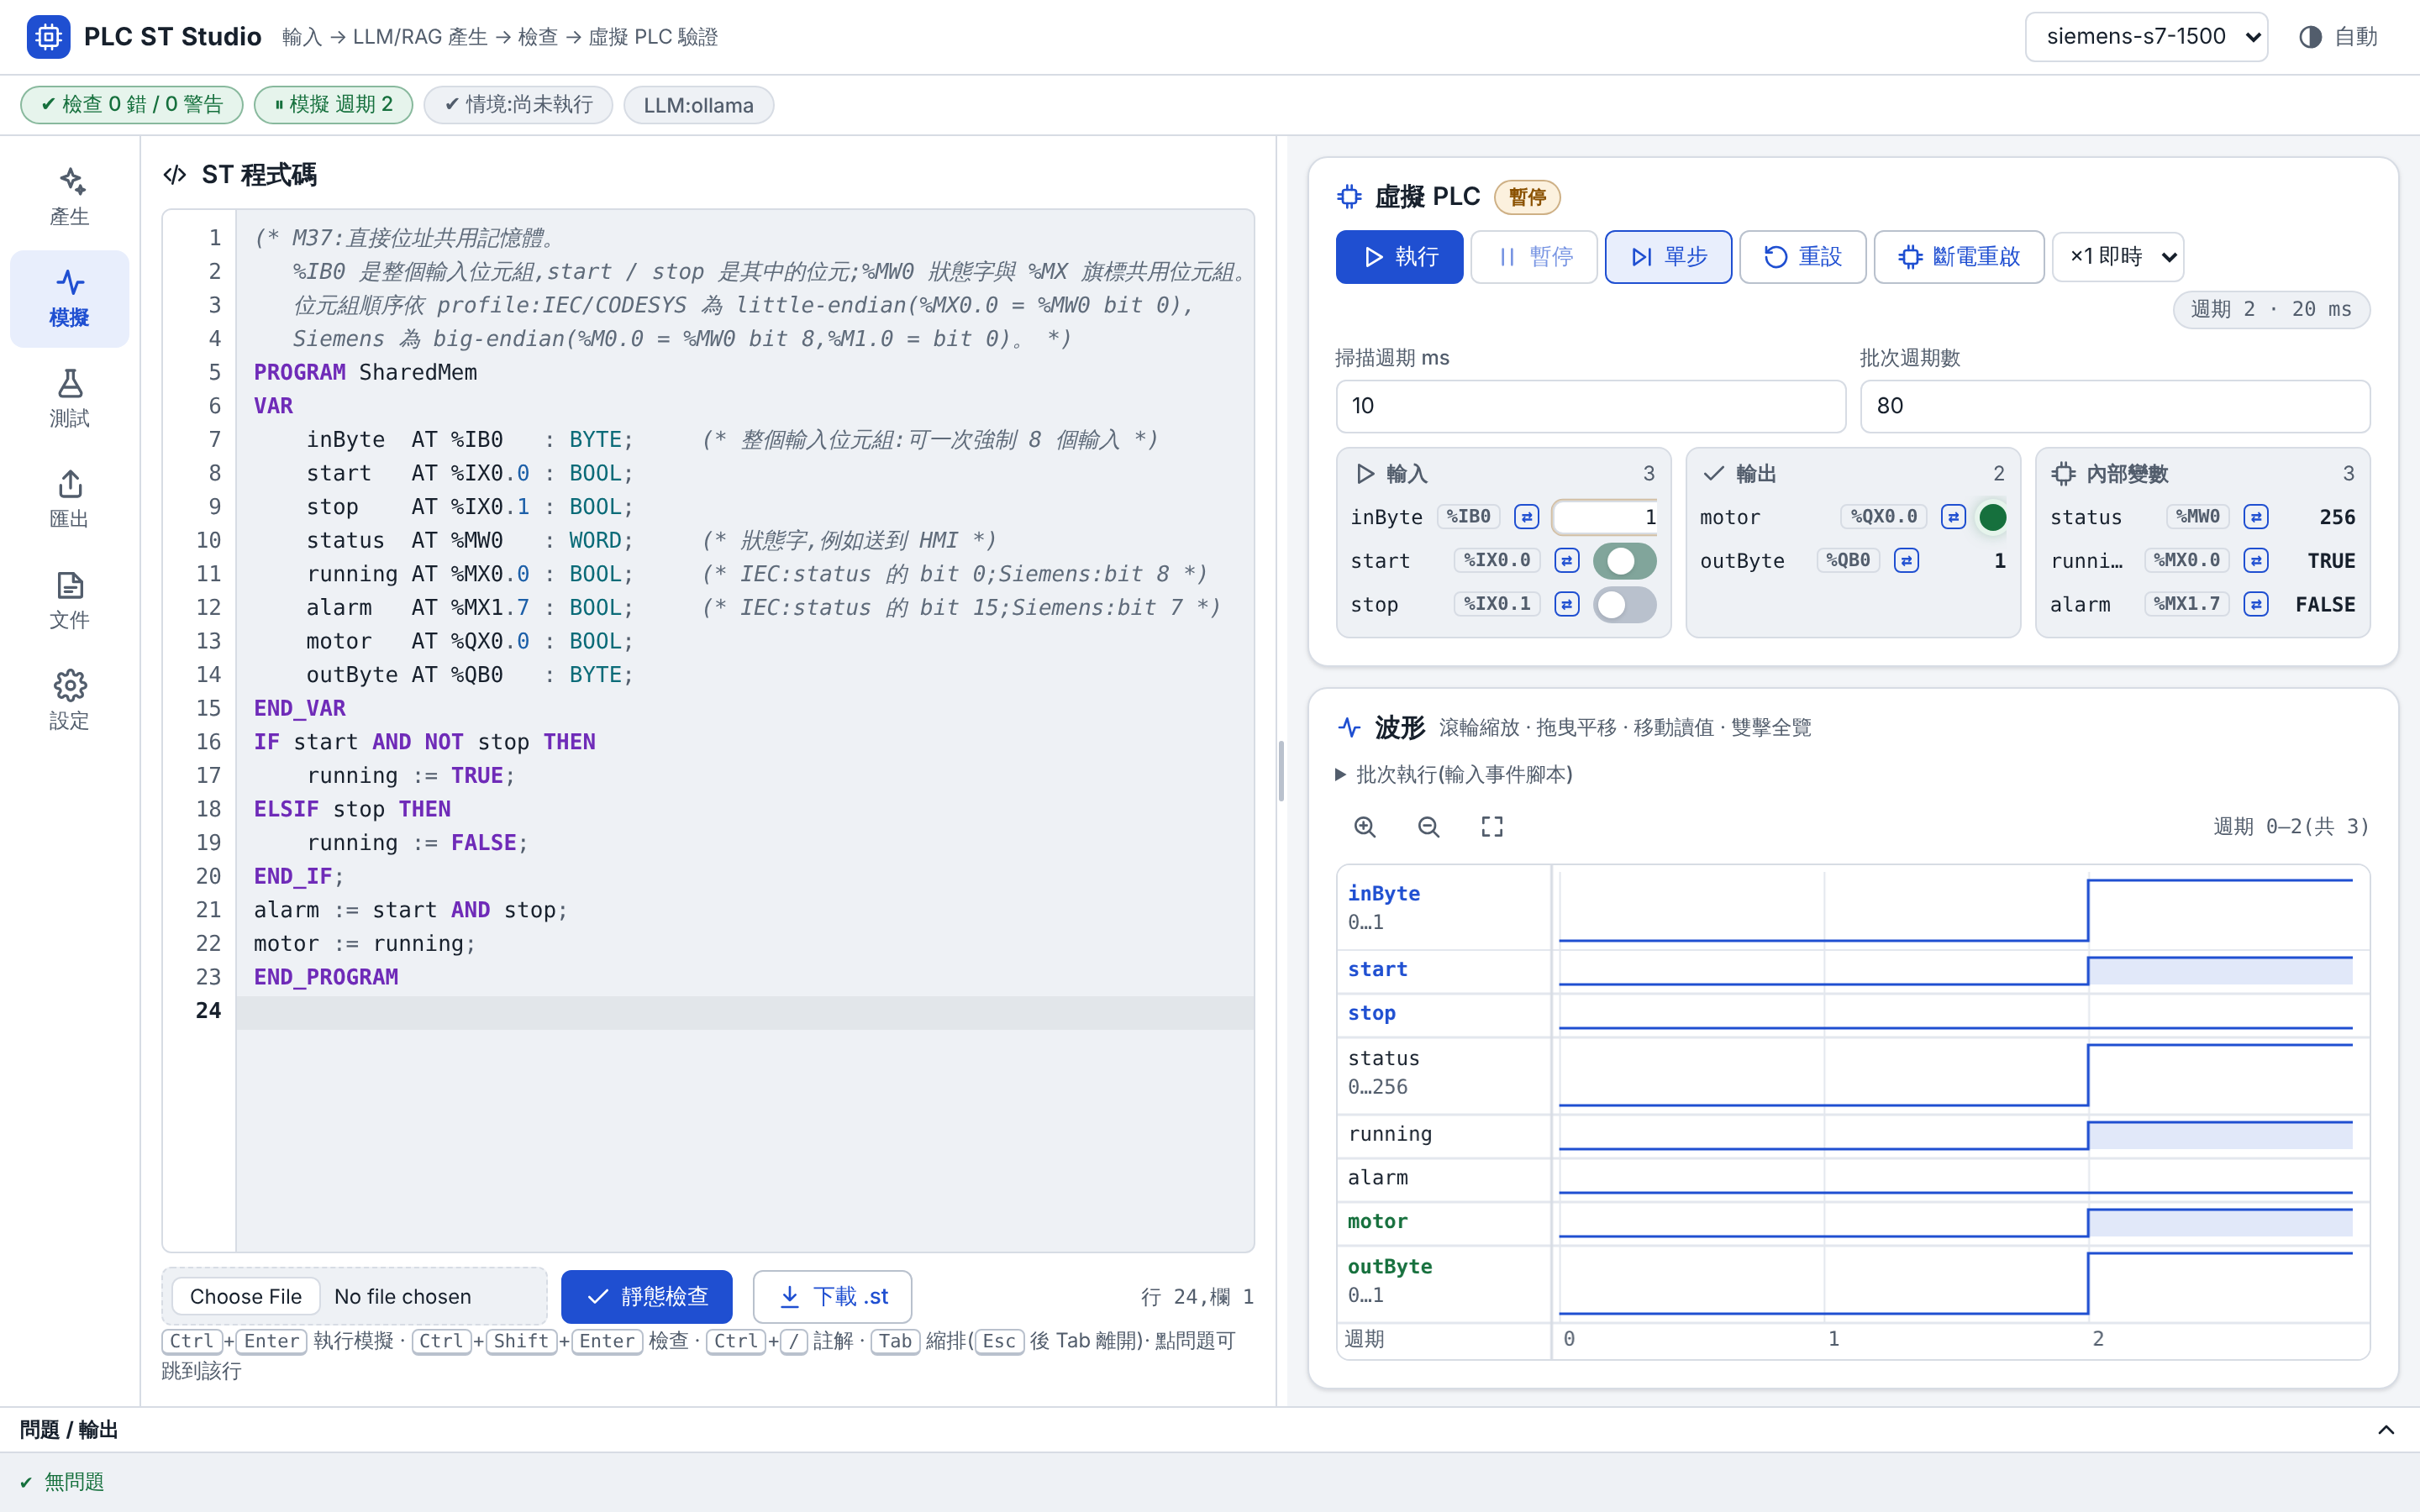 PLC ST Studio 輸入 → LLM/RAG 產生 → 檢查 → 虛擬 PLC 驗證 siemens-s7-1500 自動
✔ 檢查 0 錯 / 0 警告 ⏸ 模擬 週期 2 ✔ 情境:尚未執行 LLM:ollama
產生
模擬
測試
匯出
文件
設定
ST 程式碼
1 (* M37:直接位址共用記憶體。
2 %IB0 是整個輸入位元組,start / stop 是其中的位元;%MW0 狀態字與 %MX 旗標共用位元組。
3 位元組順序依 profile:IEC/CODESYS 為 little-endian(%MX0.0 = %MW0 bit 0),
4 Siemens 為 big-endian(%M0.0 = %MW0 bit 8,%M1.0 = bit 0)。 *)
5 PROGRAM SharedMem
6 VAR
7 inByte AT %IB0 : BYTE; (* 整個輸入位元組:可一次強制 8 個輸入 *)
8 start AT %IX0.0 : BOOL;
9 stop AT %IX0.1 : BOOL;
10 status AT %MW0 : WORD; (* 狀態字,例如送到 HMI *)
11 running AT %MX0.0 : BOOL; (* IEC:status 的 bit 0;Siemens:bit 8 *)
12 alarm AT %MX1.7 : BOOL; (* IEC:status 的 bit 15;Siemens:bit 7 *)
13 motor AT %QX0.0 : BOOL;
14 outByte AT %QB0 : BYTE;
15 END_VAR
16 IF start AND NOT stop THEN
17 running := TRUE;
18 ELSIF stop THEN
19 running := FALSE;
20 END_IF;
21 alarm := start AND stop;
22 motor := running;
23 END_PROGRAM
24
Choose File No file chosen 靜態檢查 下載 .st 行 24,欄 1
Ctrl+Enter 執行模擬 · Ctrl+Shift+Enter 檢查 · Ctrl+/ 註解 · Tab 縮排(Esc 後 Tab 離開)· 點問題可
跳到該行
虛擬 PLC 暫停
執行 暫停 單步 重設 斷電重啟 ×1 即時
週期 2 · 20 ms
掃描週期 ms 批次週期數
10 80
輸入 3
inByte %IB0 ⇄ 1
start %IX0.0 ⇄
stop %IX0.1 ⇄
輸出 2
motor %QX0.0 ⇄
outByte %QB0 ⇄ 1
內部變數 3
status %MW0 ⇄ 256
runni… %MX0.0 ⇄ TRUE
alarm %MX1.7 ⇄ FALSE
波形 滾輪縮放 · 拖曳平移 · 移動讀值 · 雙擊全覽
▶ 批次執行(輸入事件腳本)
週期 0–2(共 3)
inByte
0…1
start
stop
status
0…256
running
alarm
motor
outByte
0…1
週期 0 1 2
問題 / 輸出
✔ 無問題